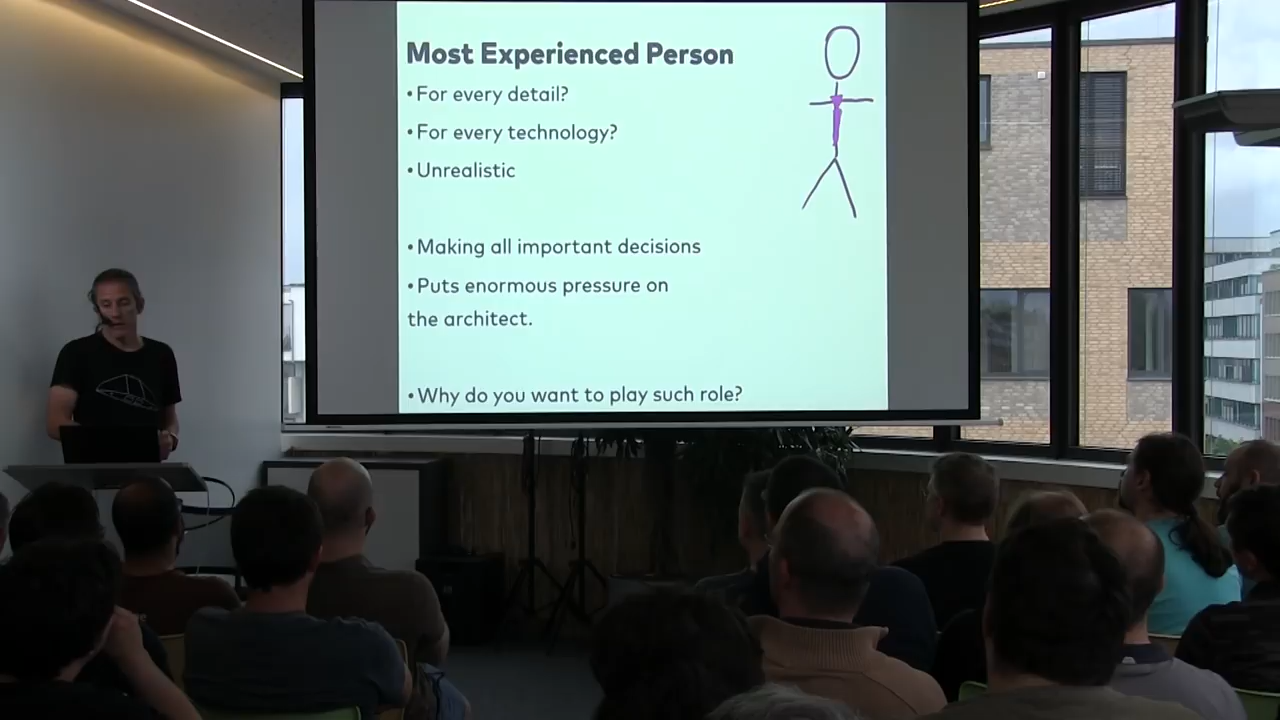 Most Experienced Person
•For every detail?
•For every technology?
•Unrealistic
•Making all important decisions
•Puts enormous pressure on
the architect.
•Why do you want to play such role?